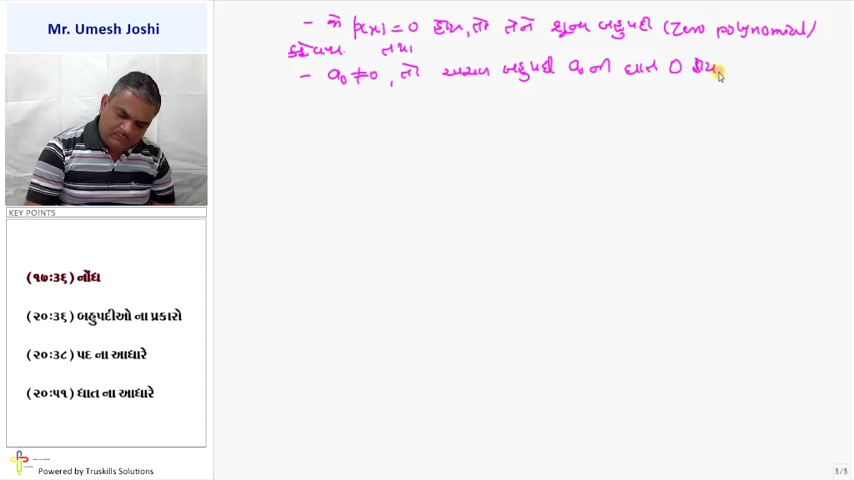 Mr. Umesh Joshi
- જો p(x) = 0 હોય, તો તેને શૂન્ય બહુપદી (Zero polynomial)
કહેવાય તથા
- a₀ ≠ 0, તો અચળ બહુપદી a₀ ની ઘાત 0 હોય
KEY POINTS
(૧૭:૩૬) નોંધ
(૨૦:૩૬) બહુપદીઓ ના પ્રકારો
(૨૦:૩૮) પદ ના આધારે
(૨૦:૫૧) ઘાત ના આધારે
Powered by Truskills Solutions
5/5